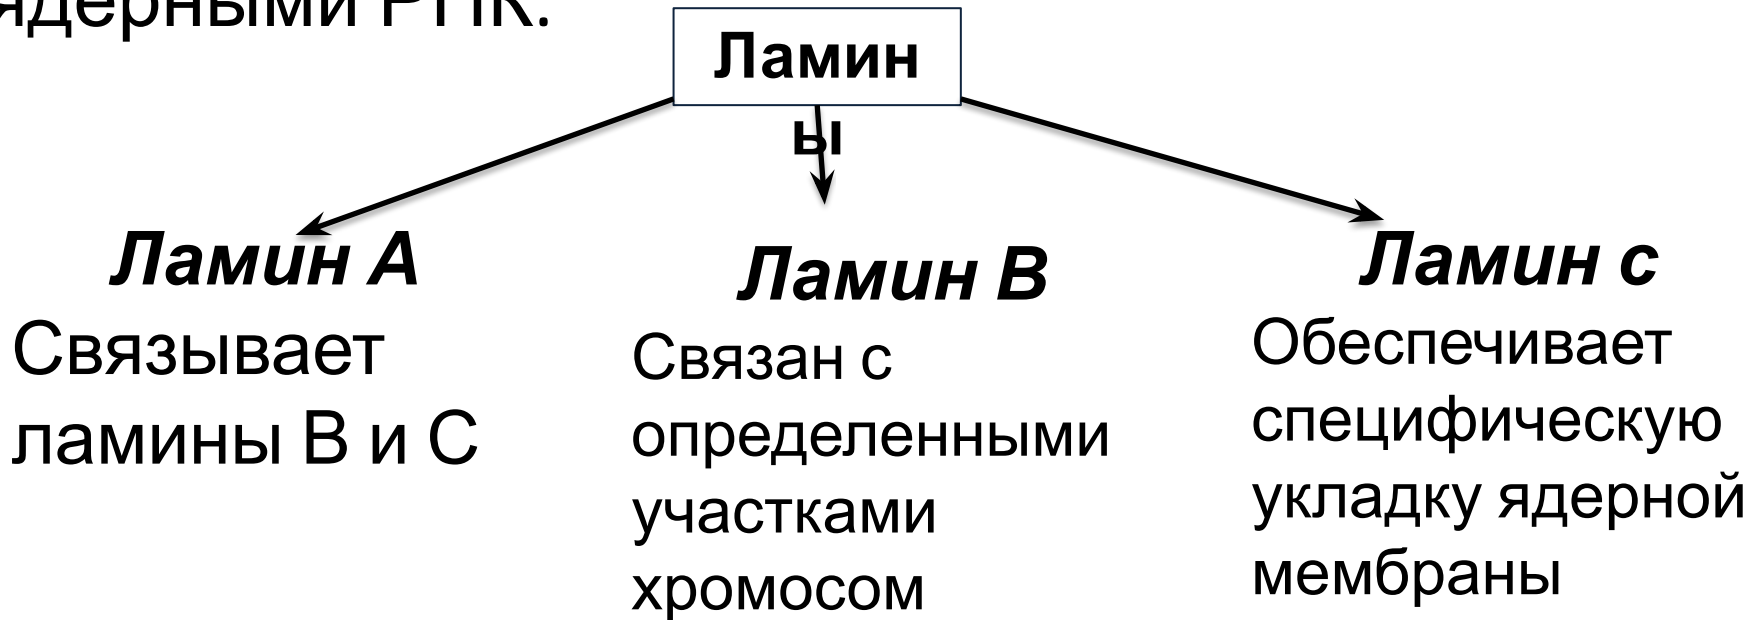 ядерными РНК.
Ламин
ы
Ламин А
Связывает
ламины В и С
Ламин В
Связан с
определенными
участками
хромосом
Ламин с
Обеспечивает
специфическую
укладку ядерной
мембраны